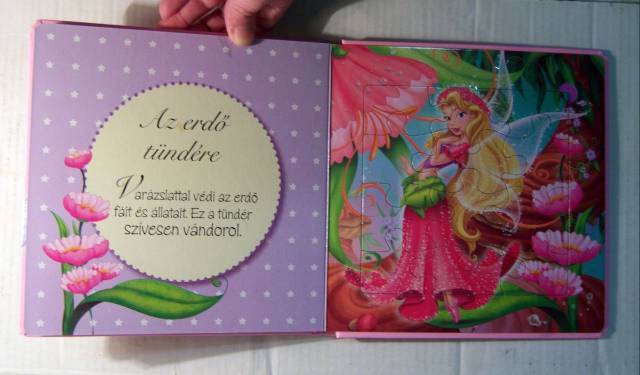 Az erdő
tündére
Varázslattal védi az erdő
fáit és állatait. Ez a tündér
szívesen vándorol.